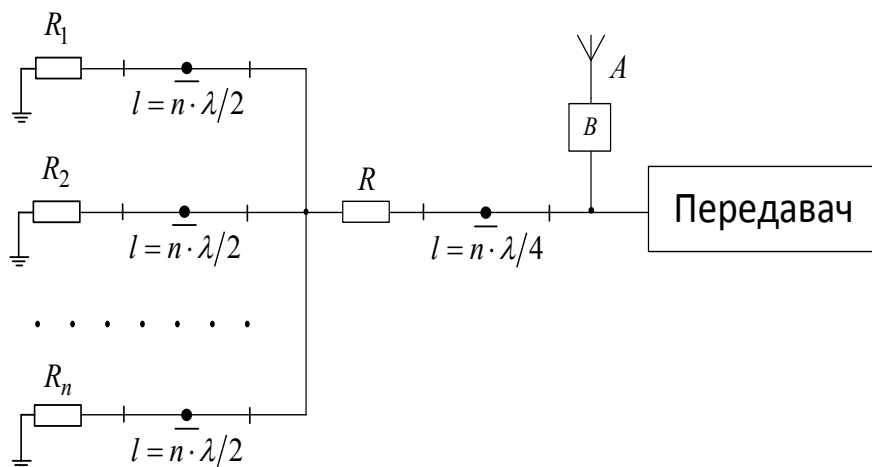 R₁
l = n · λ/2
A
B
R₂
R
Передавач
l = n · λ/2
l = n · λ/4
. . . . . . .
Rₙ
l = n · λ/2